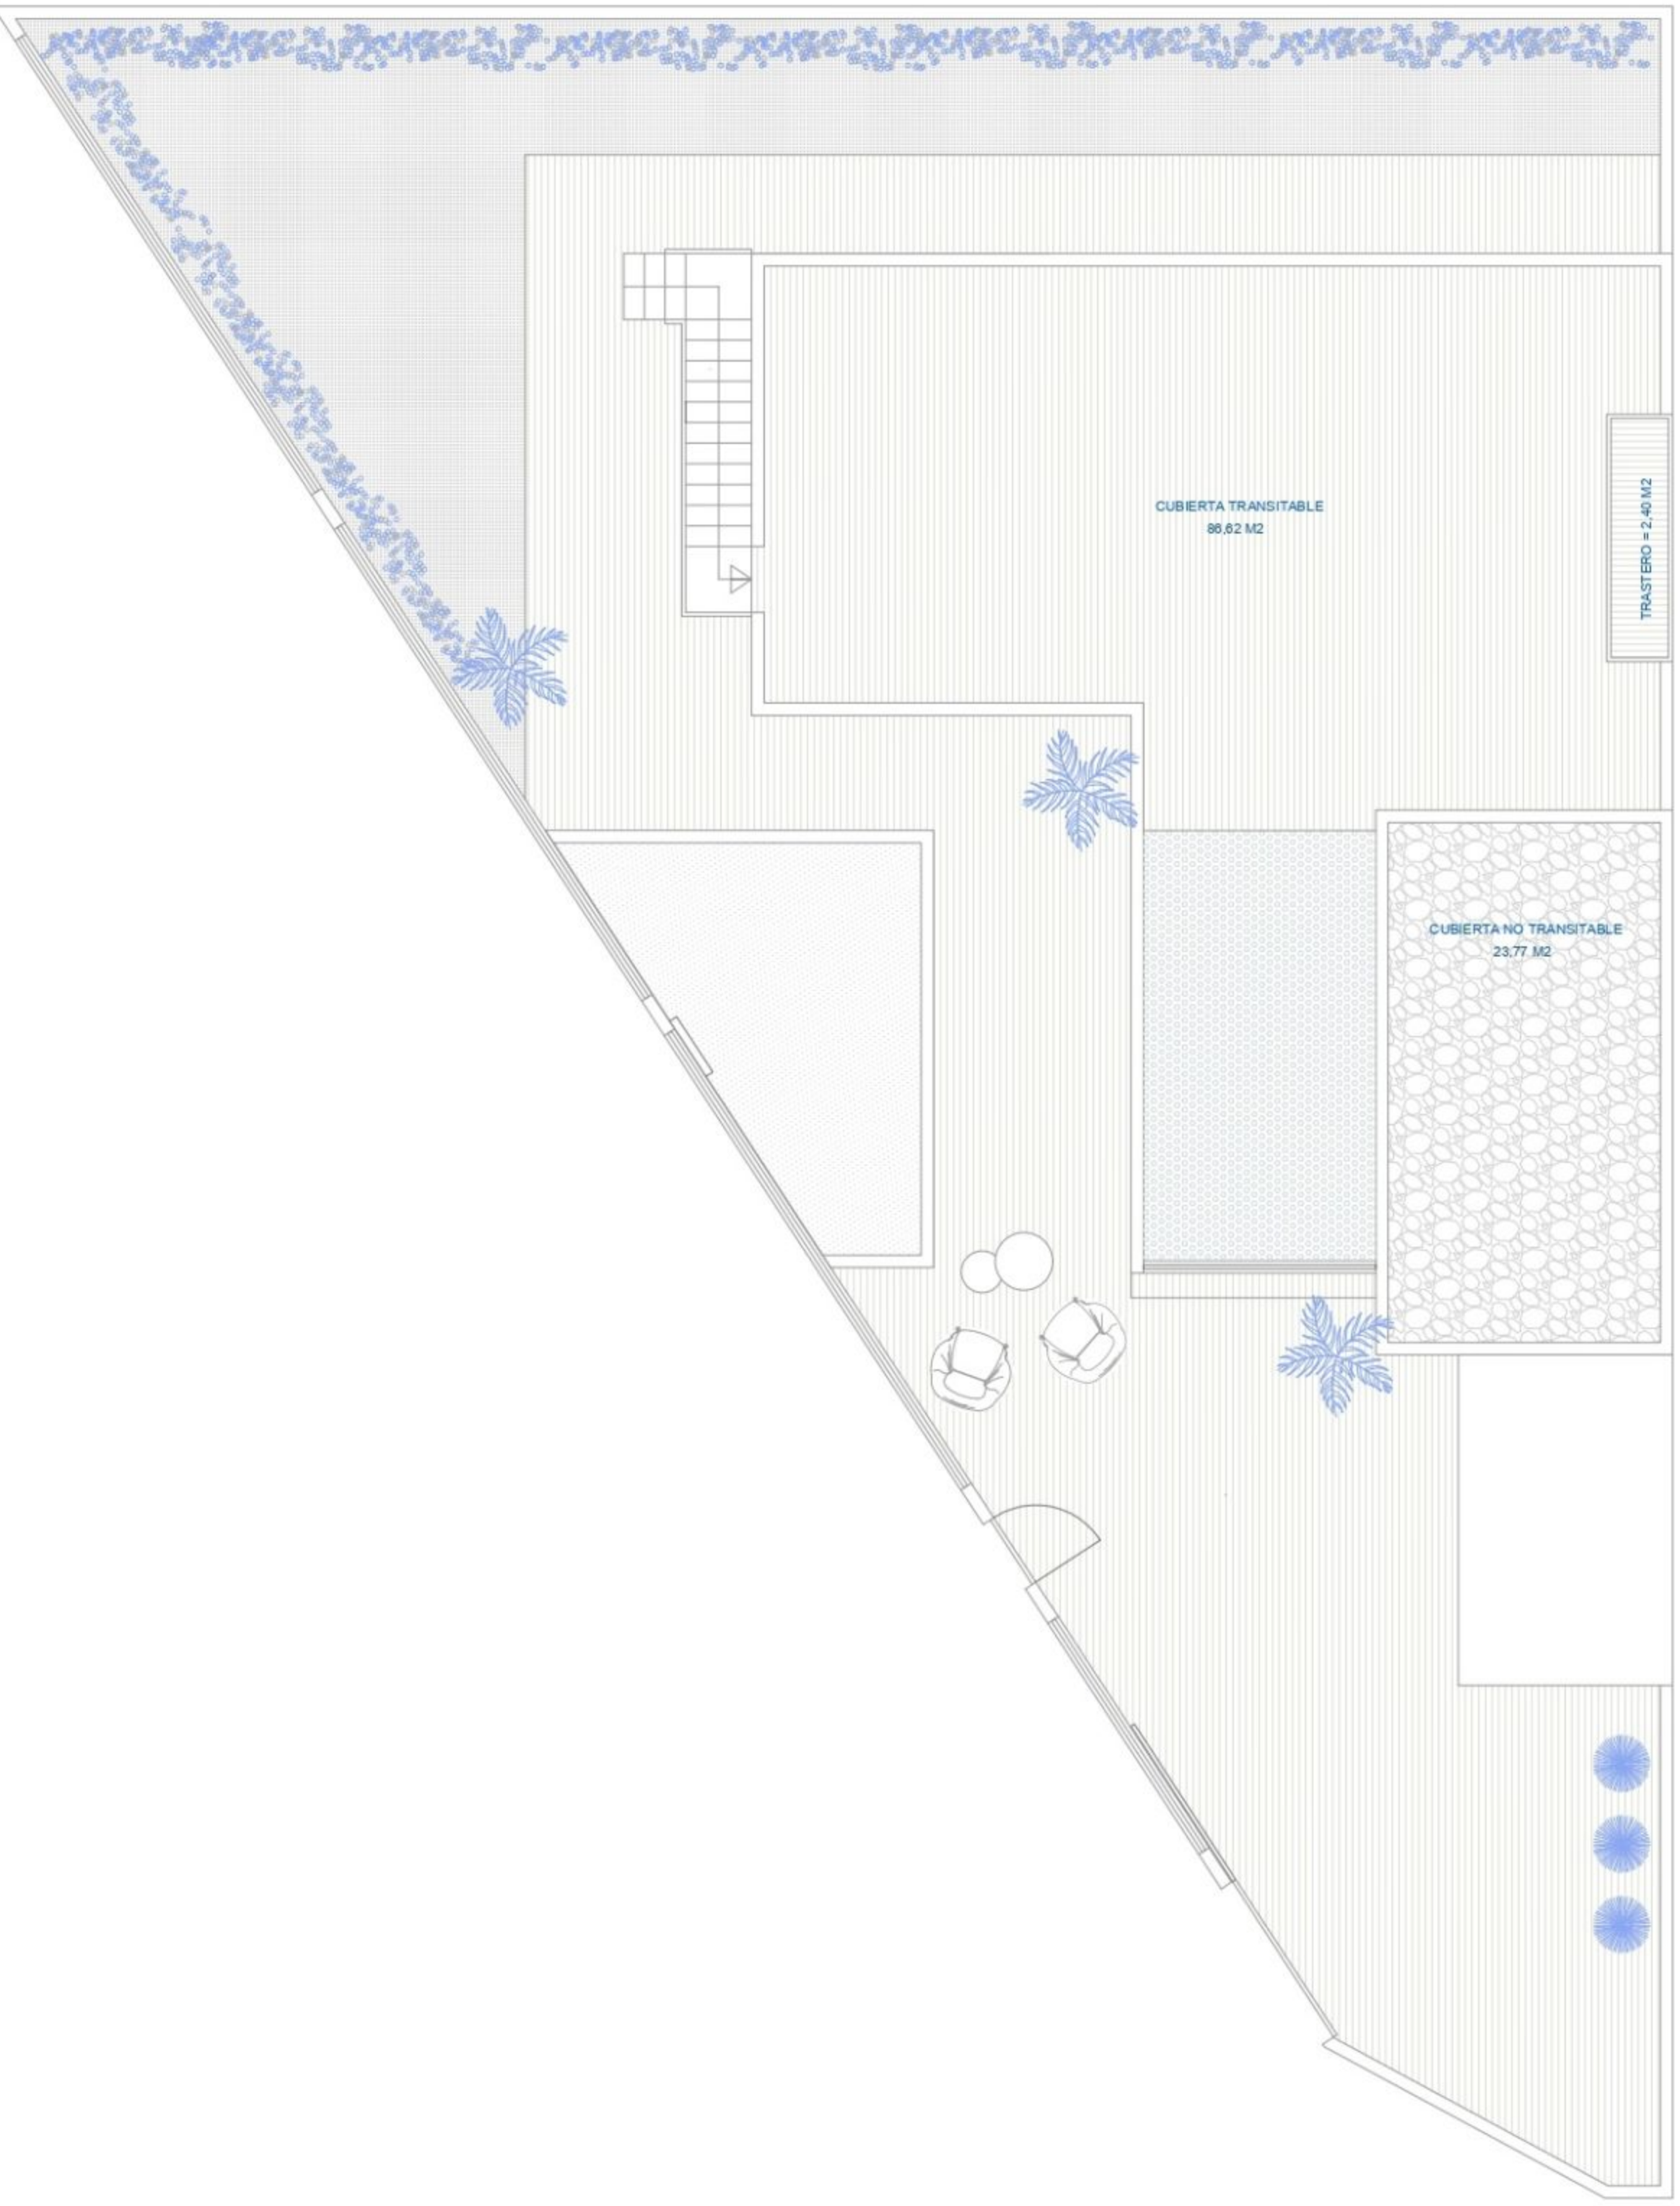 CUBIERTA TRANSITABLE
86,62 M2
TRASTERO = 2,40 M2
CUBIERTA NO TRANSITABLE
23,77 M2